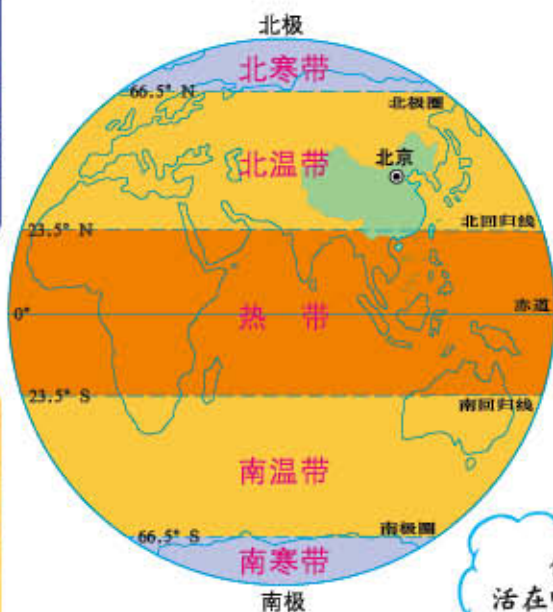 北极
北寒带
66.5° N
北极圈
北温带
北京
23.5° N
北回归线
热 带
0°
赤道
23.5° S
南回归线
南温带
66.5° S
南极圈
南寒带
南极
活在